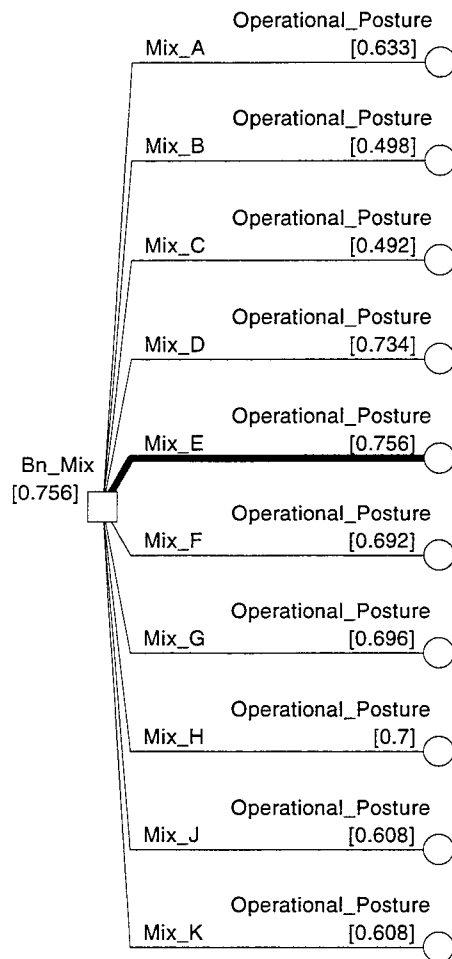 Operational_Posture
Mix_A [0.633]
Operational_Posture
Mix_B [0.498]
Operational_Posture
Mix_C [0.492]
Operational_Posture
Mix_D [0.734]
Operational_Posture
Mix_E [0.756]
Bn_Mix
[0.756]
Operational_Posture
Mix_F [0.692]
Operational_Posture
Mix_G [0.696]
Operational_Posture
Mix_H [0.7]
Operational_Posture
Mix_J [0.608]
Operational_Posture
Mix_K [0.608]